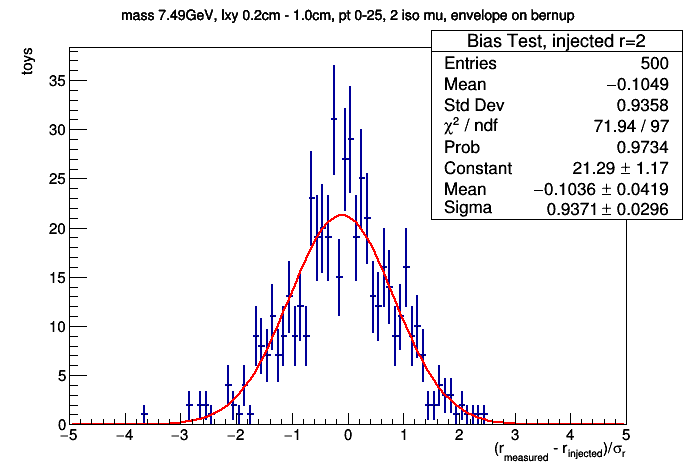 mass 7.49GeV, lxy 0.2cm - 1.0cm, pt 0-25, 2 iso mu, envelope on bernup
toys
Bias Test, injected r=2
Entries 500
Mean −0.1049
Std Dev 0.9358
χ² / ndf 71.94 / 97
Prob 0.9734
Constant 21.29 ± 1.17
Mean −0.1036 ± 0.0419
Sigma 0.9371 ± 0.0296
35
30
25
20
15
10
5
0
−5 −4 −3 −2 −1 0 1 2 3 4 5
(r_measured - r_injected)/σ_r